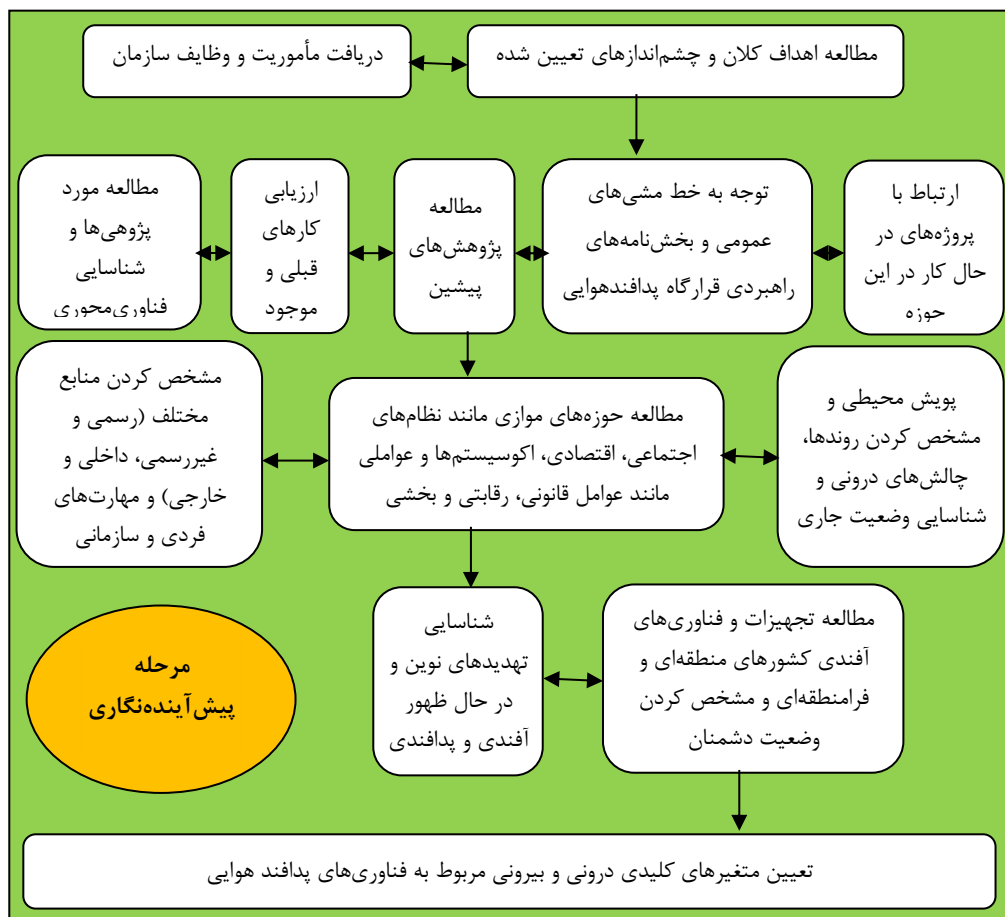 مطالعه اهداف کلان و چشم‌اندازهای تعیین شده
دریافت مأموریت و وظایف سازمان
ارتباط با
پروژه‌های در
حال کار در این
حوزه
توجه به خط مشی‌های
عمومی و بخش‌نامه‌های
راهبردی قرارگاه پدافندهوایی
مطالعه
پژوهش‌های
پیشین
ارزیابی
کارهای
قبلی و
موجود
مطالعه مورد
پژوهی‌ها و
شناسایی
فناوری‌محوری
پویش محیطی و
مشخص کردن روندها،
چالش‌های درونی و
شناسایی وضعیت جاری
مطالعه حوزه‌های موازی مانند نظام‌های
اجتماعی، اقتصادی، اکوسیستم‌ها و عواملی
مانند عوامل قانونی، رقابتی و بخشی
مشخص کردن منابع
مختلف (رسمی و
غیررسمی، داخلی و
خارجی) و مهارت‌های
فردی و سازمانی
مطالعه تجهیزات و فناوری‌های
آفندی کشورهای منطقه‌ای و
فرامنطقه‌ای و مشخص کردن
وضعیت دشمنان
شناسایی
تهدیدهای نوین و
در حال ظهور
آفندی و پدافندی
مرحله
پیش‌آینده‌نگاری
تعیین متغیرهای کلیدی درونی و بیرونی مربوط به فناوری‌های پدافند هوایی